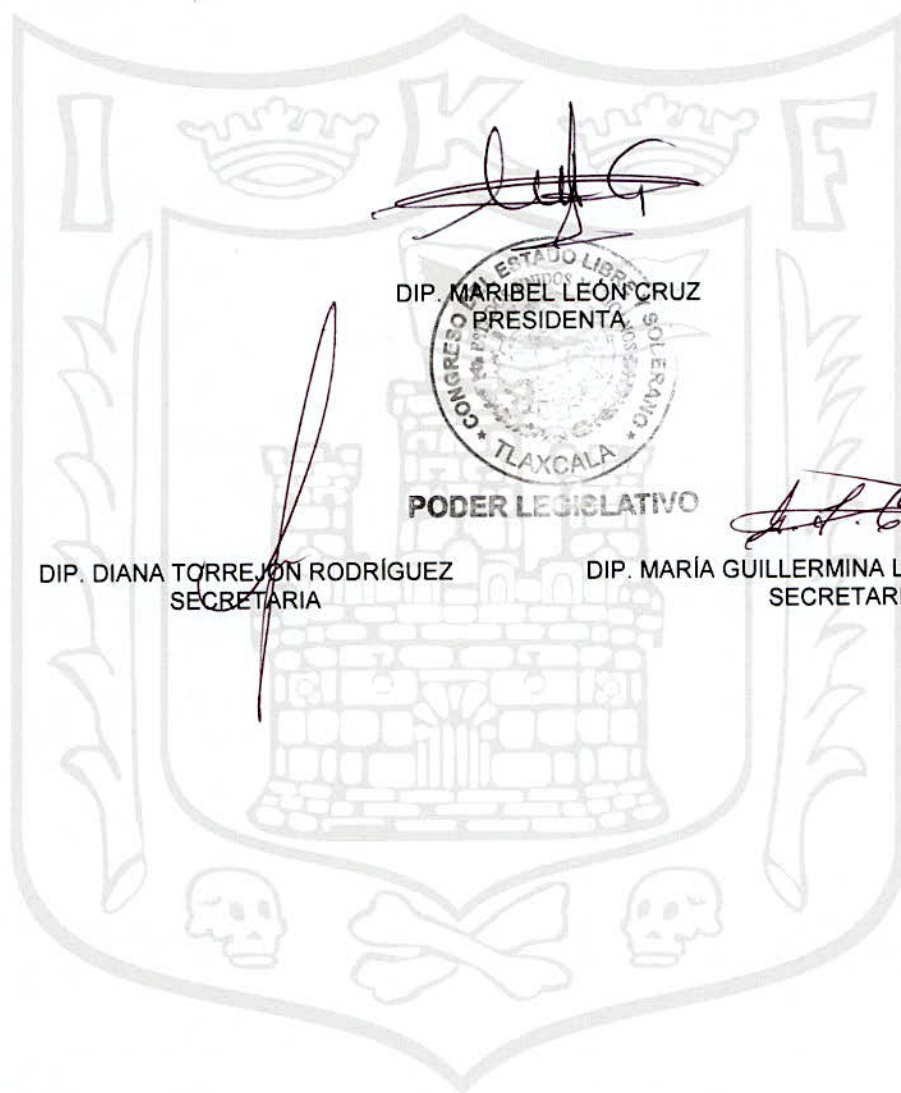 I K F
DIP. MARIBEL LEÓN CRUZ
PRESIDENTA
CONGRESO DEL ESTADO LIBRE Y SOBERANO
TLAXCALA
PODER LEGISLATIVO
DIP. DIANA TORREJÓN RODRÍGUEZ
SECRETARIA
DIP. MARÍA GUILLERMINA L
SECRETARI